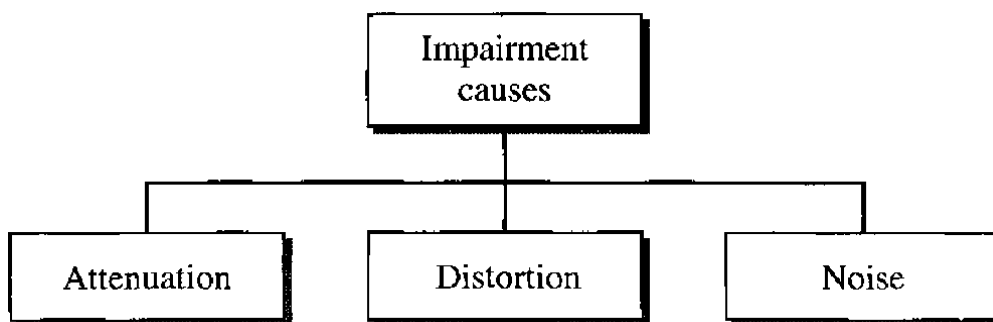 Impairment
causes
Attenuation
Distortion
Noise